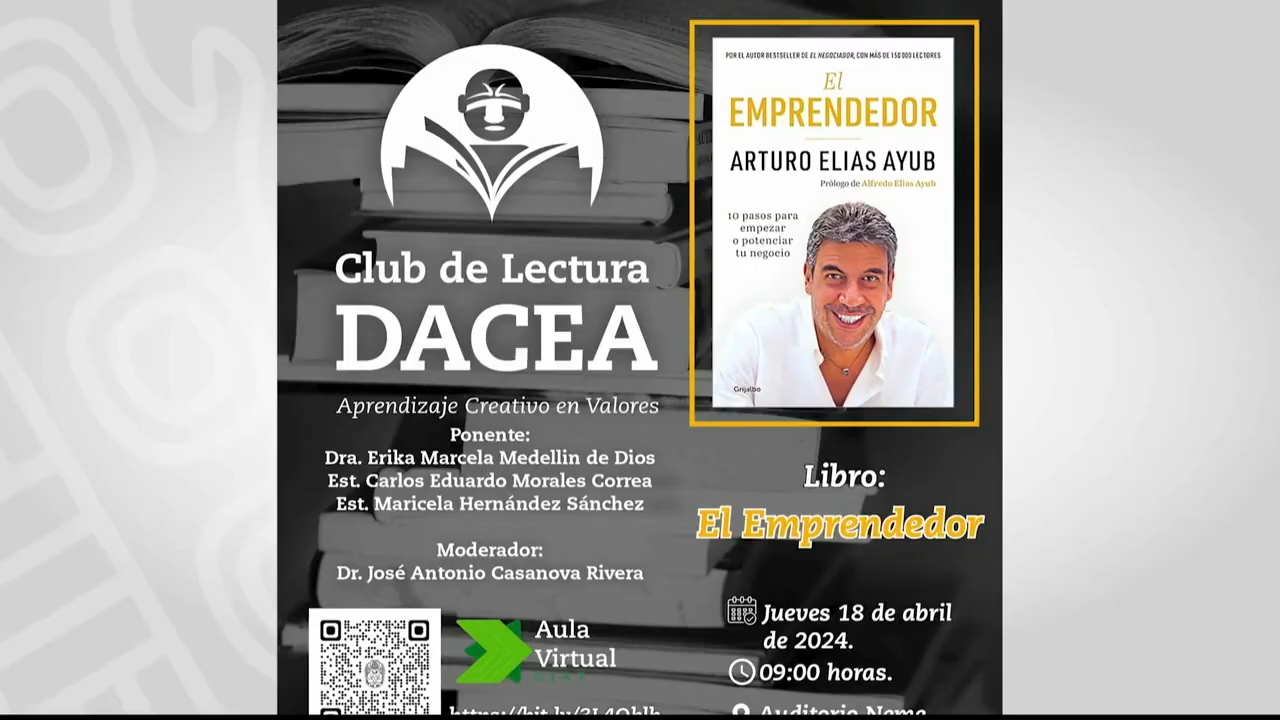 Club de Lectura
DACEA
Aprendizaje Creativo en Valores
Ponente:
Dra. Erika Marcela Medellin de Dios
Est. Carlos Eduardo Morales Correa
Est. Maricela Hernández Sánchez
Moderador:
Dr. José Antonio Casanova Rivera
Aula
Virtual
POR EL AUTOR BESTSELLER DE EL NEGOCIADOR, CON MÁS DE 150 000 LECTORES
El
EMPRENDEDOR
ARTURO ELIAS AYUB
Prólogo de Alfredo Elias Ayub
10 pasos para
empezar
o potenciar
tu negocio
Grijalbo
Libro:
El Emprendedor
Jueves 18 de abril
de 2024.
09:00 horas.
Auditorio